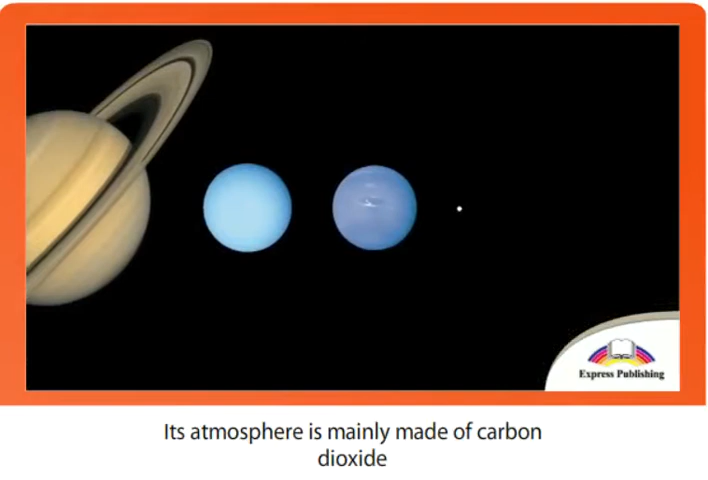 Express Publishing
Its atmosphere is mainly made of carbon
dioxide